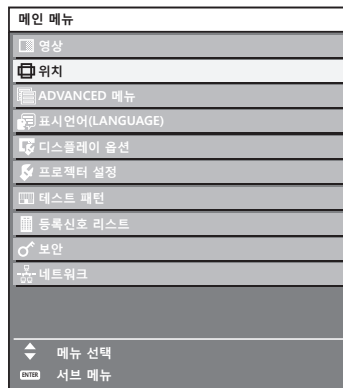 메인 메뉴
영상
위치
ADVANCED 메뉴
표시언어(LANGUAGE)
디스플레이 옵션
프로젝터 설정
테스트 패턴
등록신호 리스트
보안
네트워크
메뉴 선택
ENTER 서브 메뉴